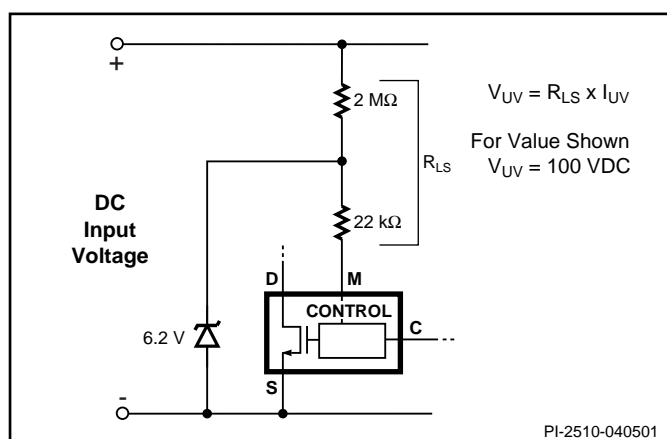 +
2 MΩ
V_UV = R_LS x I_UV
For Value Shown
V_UV = 100 VDC
R_LS
DC
Input
Voltage
22 kΩ
D
M
CONTROL
C
6.2 V
S
-
PI-2510-040501